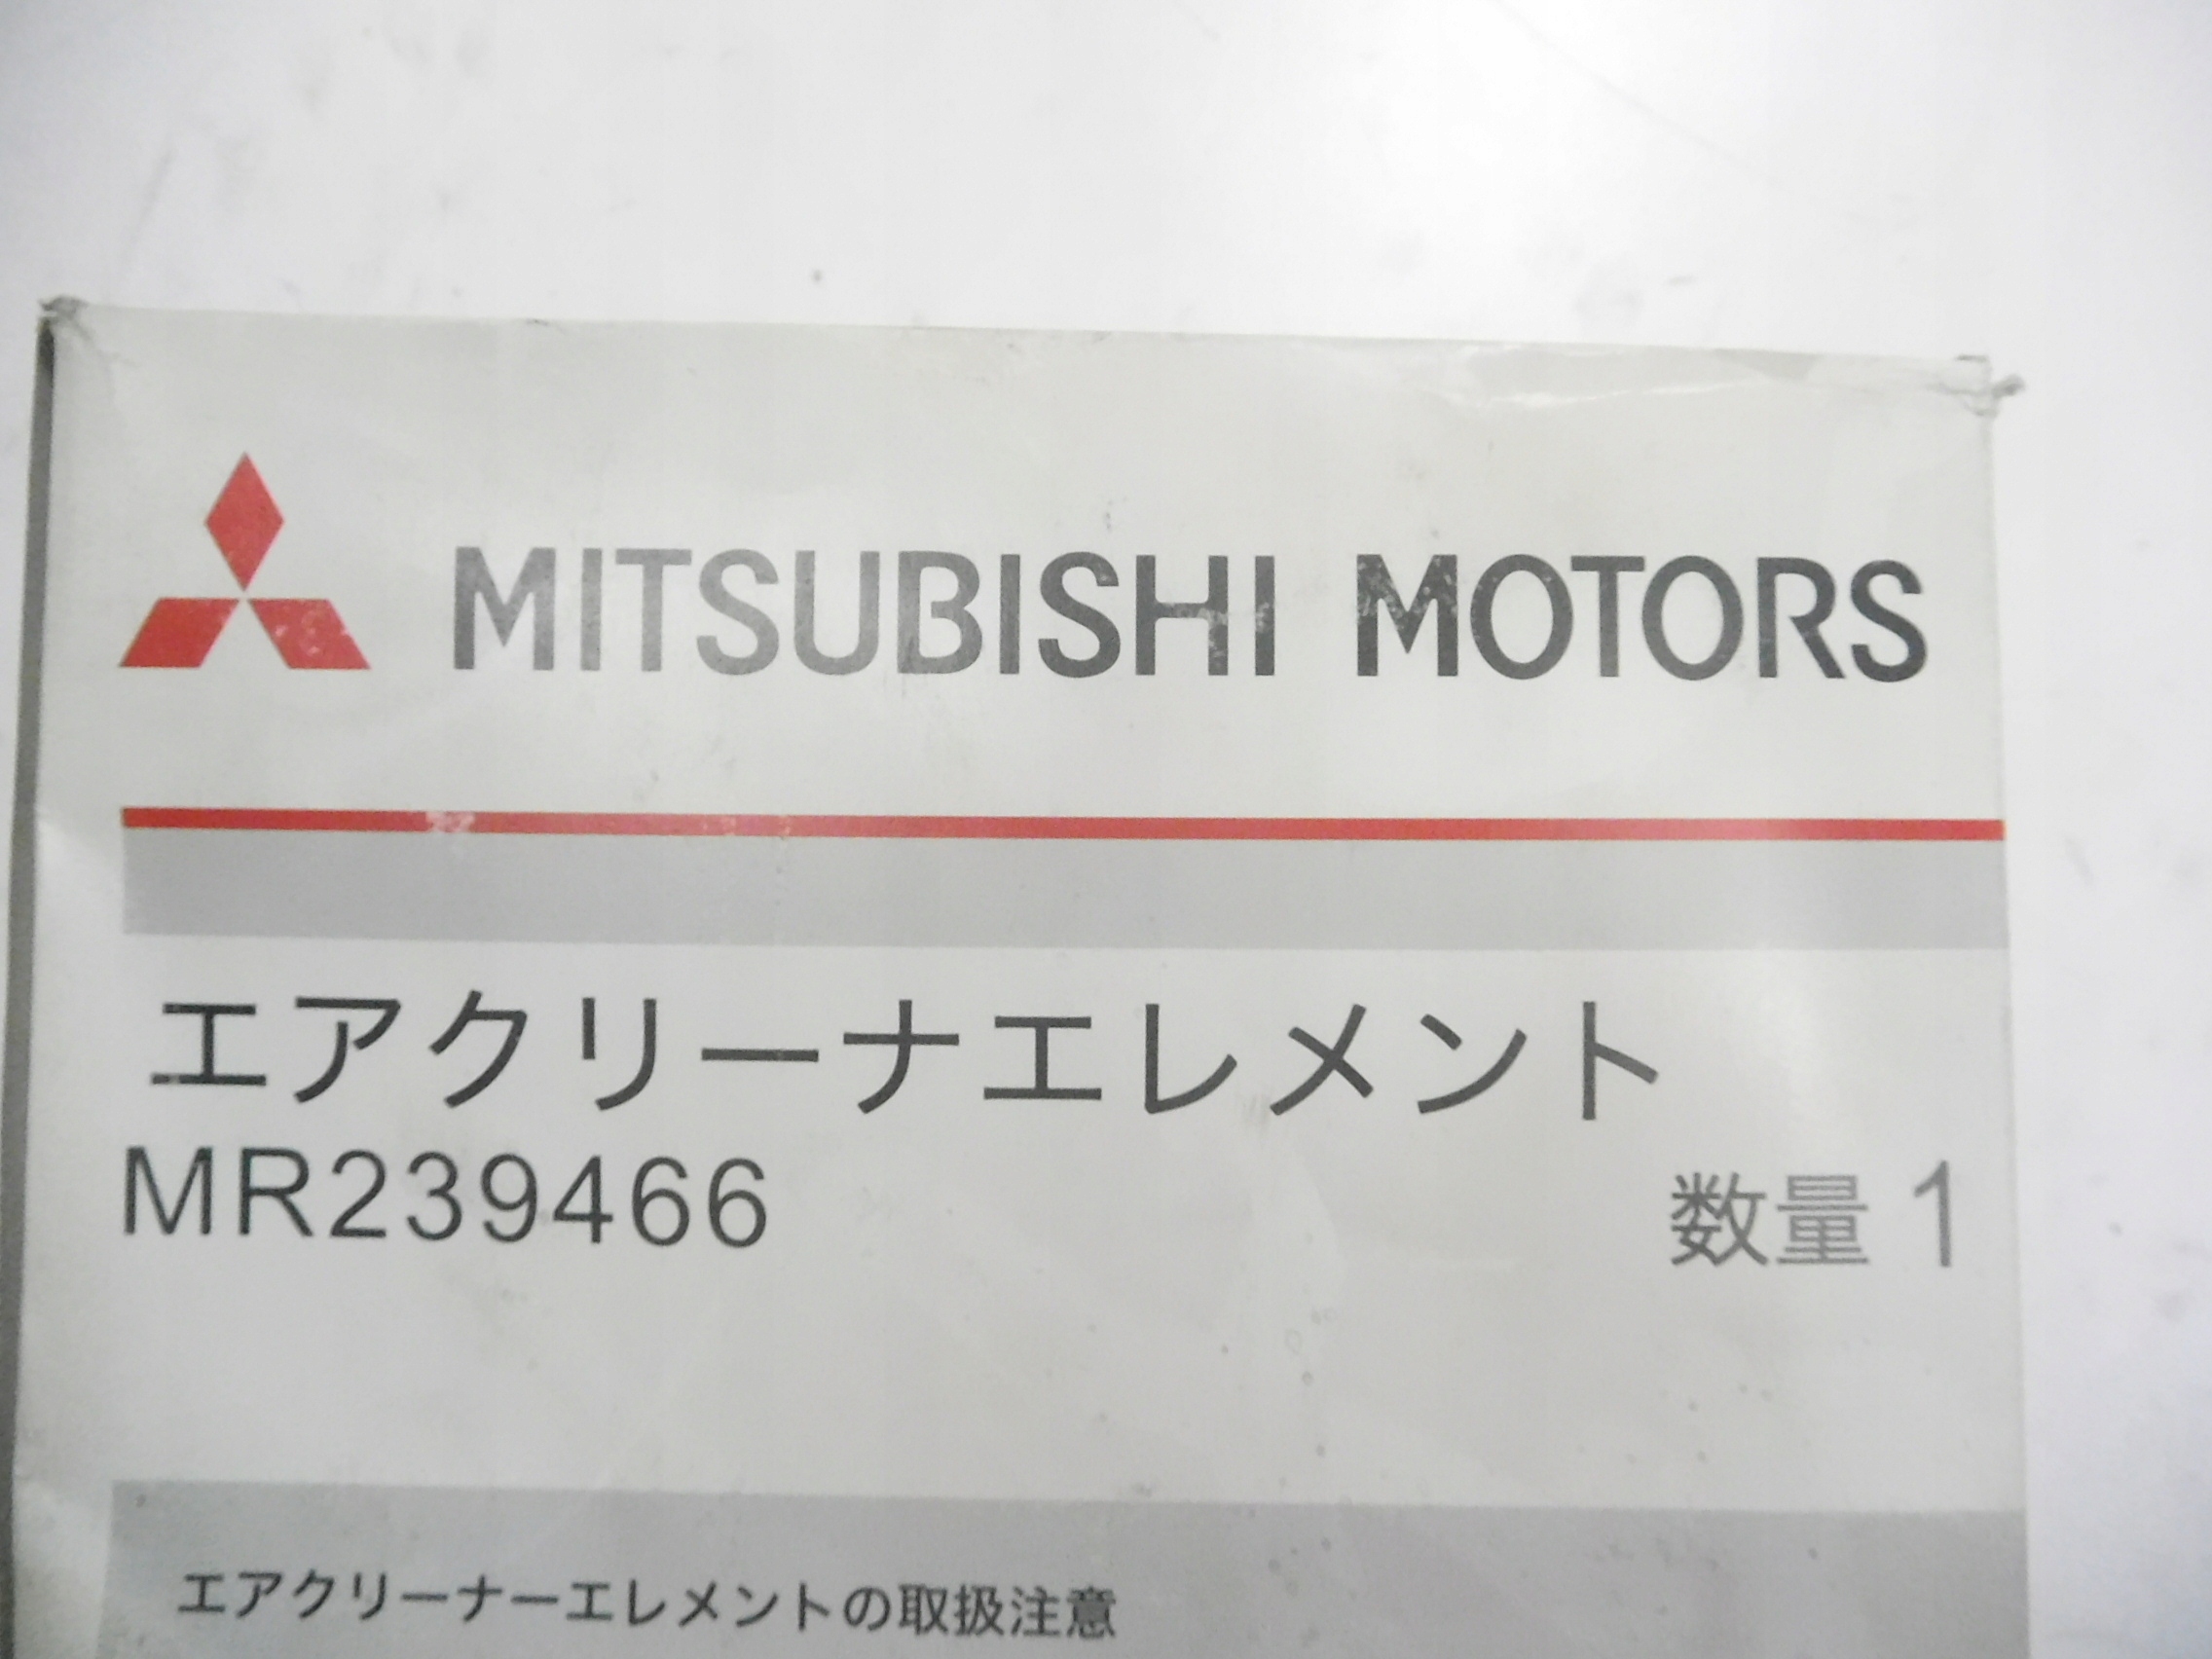 MITSUBISHI MOTORS
エアクリーナエレメント
MR239466 数量 1
エアクリーナーエレメントの取扱注意